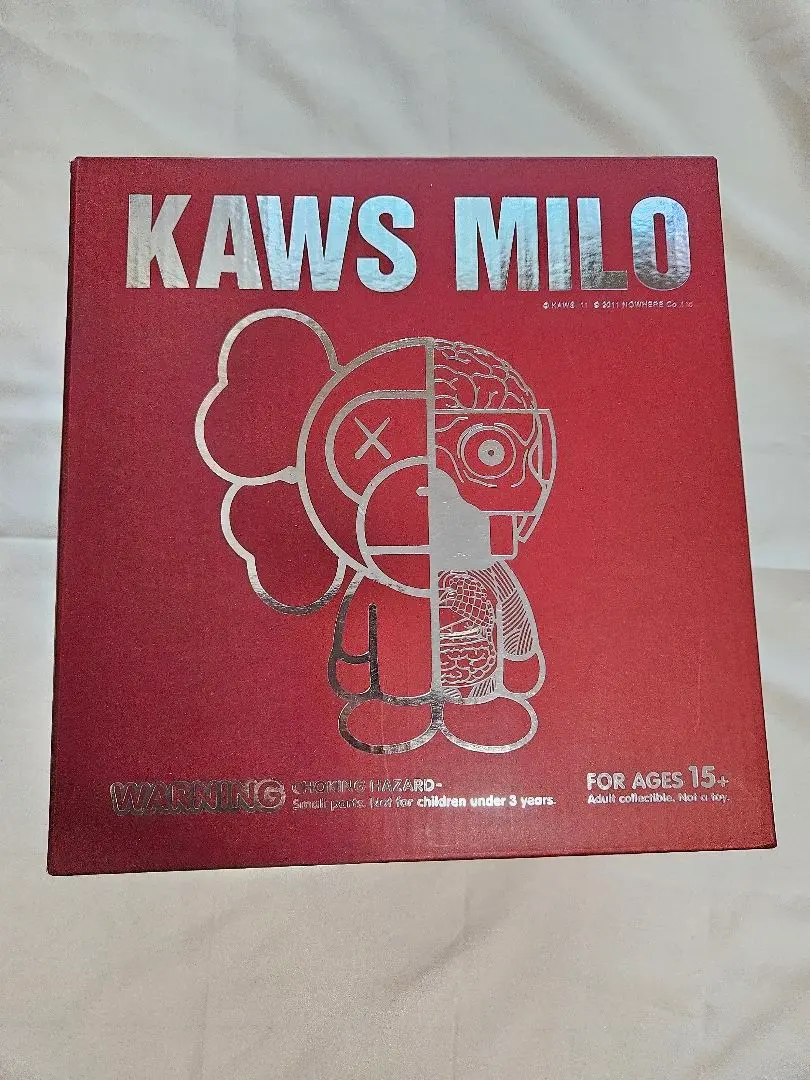 KAWS MILO
© KAWS..11 © 2011 NOWHERE Co.,Ltd
WARNING CHOKING HAZARD-
Small parts. Not for children under 3 years.
FOR AGES 15+
Adult collectible. Not a toy.